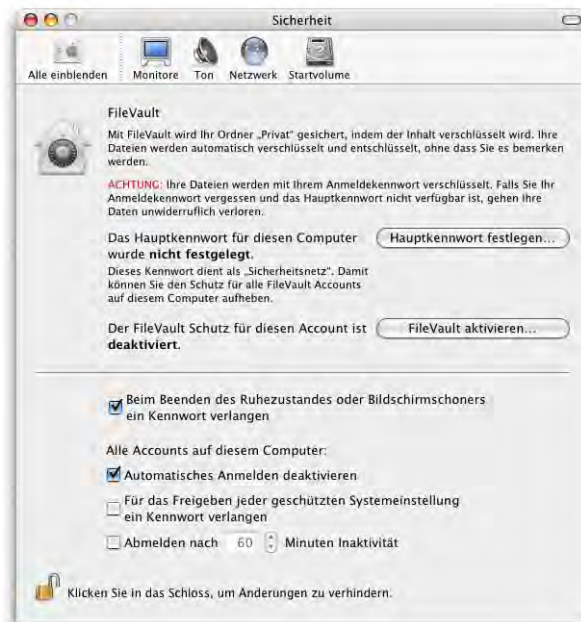 Sicherheit
Alle einblenden Monitore Ton Netzwerk Startvolume
FileVault
Mit FileVault wird Ihr Ordner „Privat“ gesichert, indem der Inhalt verschlüsselt wird. Ihre
Dateien werden automatisch verschlüsselt und entschlüsselt, ohne dass Sie es bemerken
werden.
ACHTUNG: Ihre Dateien werden mit Ihrem Anmeldekennwort verschlüsselt. Falls Sie Ihr
Anmeldekennwort vergessen und das Hauptkennwort nicht verfügbar ist, gehen Ihre
Daten unwiderruflich verloren.
Das Hauptkennwort für diesen Computer
wurde nicht festgelegt.
Hauptkennwort festlegen...
Dieses Kennwort dient als „Sicherheitsnetz“. Damit
können Sie den Schutz für alle FileVault Accounts
auf diesem Computer aufheben.
Der FileVault Schutz für diesen Account ist
deaktiviert.
FileVault aktivieren...
Beim Beenden des Ruhezustandes oder Bildschirmschoners
ein Kennwort verlangen
Alle Accounts auf diesem Computer:
Automatisches Anmelden deaktivieren
Für das Freigeben jeder geschützten Systemeinstellung
ein Kennwort verlangen
Abmelden nach 60 Minuten Inaktivität
Klicken Sie in das Schloss, um Änderungen zu verhindern.